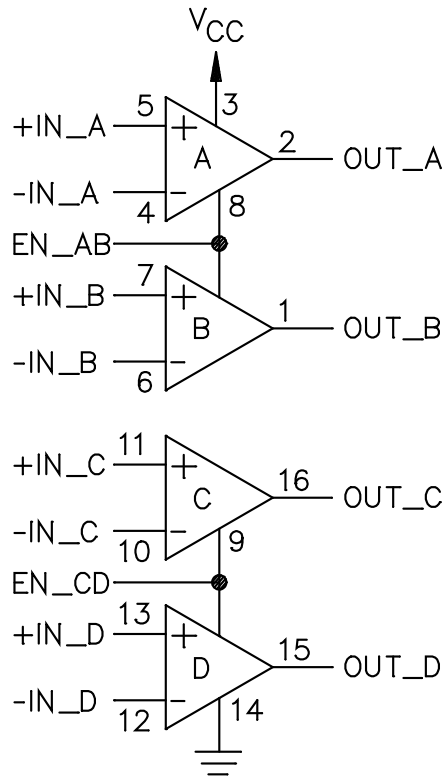 VCC
5 3
+IN_A + A 2 OUT_A
-IN_A - 4 8
EN_AB
7
+IN_B + B 1 OUT_B
-IN_B - 6
11
+IN_C + C 16 OUT_C
-IN_C - 10 9
EN_CD
13
+IN_D + D 15 OUT_D
-IN_D - 12 14